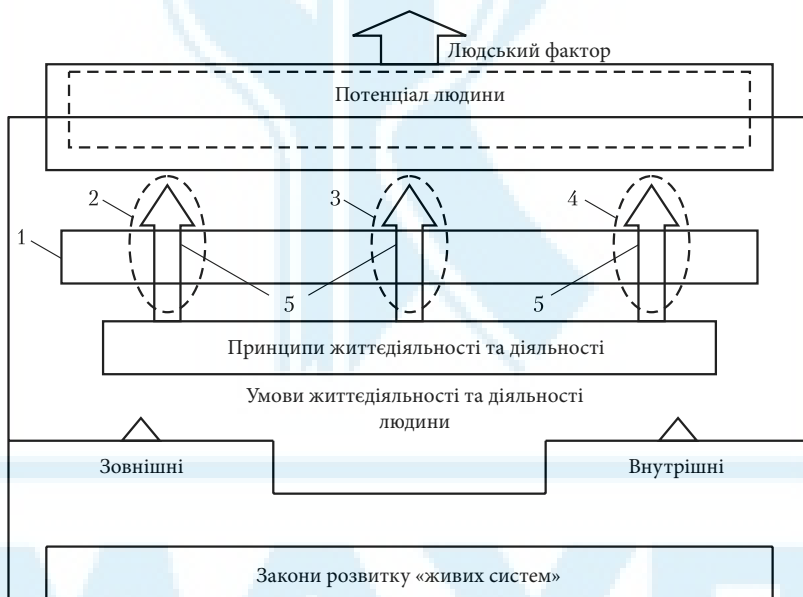 Людський фактор
Потенціал людини
2 3 4
1
5 5
Принципи життєдіяльності та діяльності
Умови життєдіяльності та діяльності
людини
Зовнішні Внутрішні
Закони розвитку «живих систем»